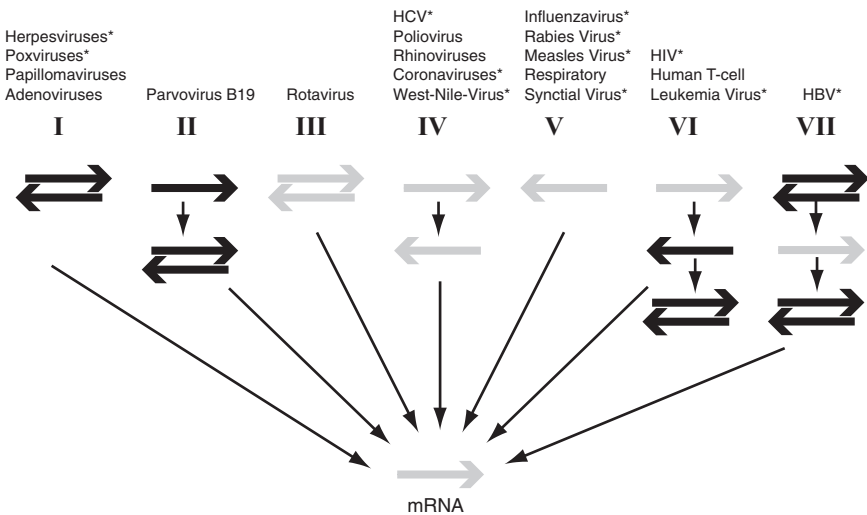 Herpesviruses*
Poxviruses*
Papillomaviruses
Adenoviruses
I
Parvovirus B19
II
Rotavirus
III
HCV*
Poliovirus
Rhinoviruses
Coronaviruses*
West-Nile-Virus*
IV
Influenzavirus*
Rabies Virus*
Measles Virus*
Respiratory
Synctial Virus*
V
HIV*
Human T-cell
Leukemia Virus*
VI
HBV*
VII
mRNA